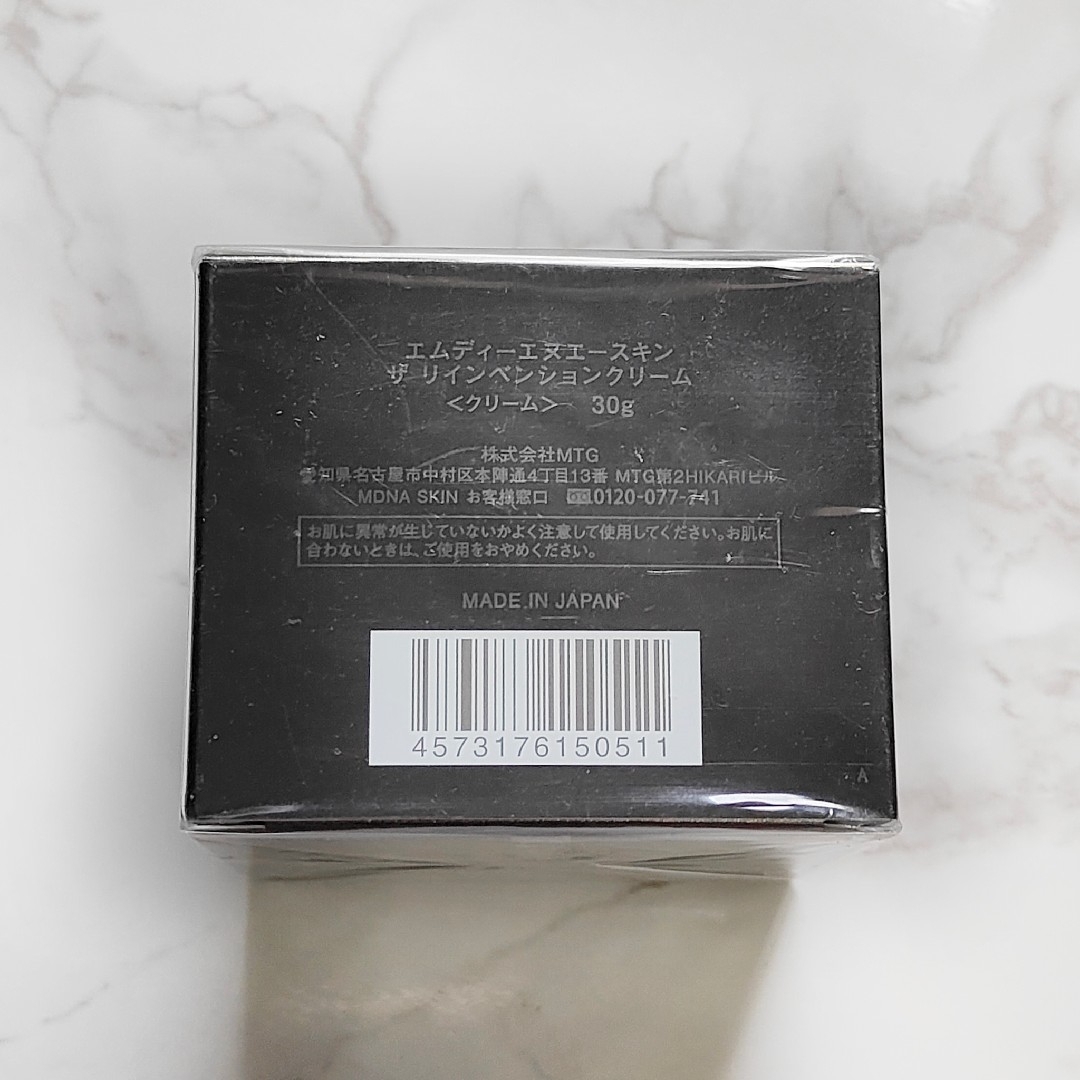 エムディーエヌエースキン
ザ リインベンションクリーム
<クリーム> 30g
株式会社MTG
愛知県名古屋市中村区本陣通4丁目13番 MTG第2HIKARIビル
MDNA SKIN お客様窓口 0120-077-741
お肌に異常が生じていないかよく注意して使用してください。お肌に
合わないときは、ご使用をおやめください。
MADE IN JAPAN
4573176150511
A